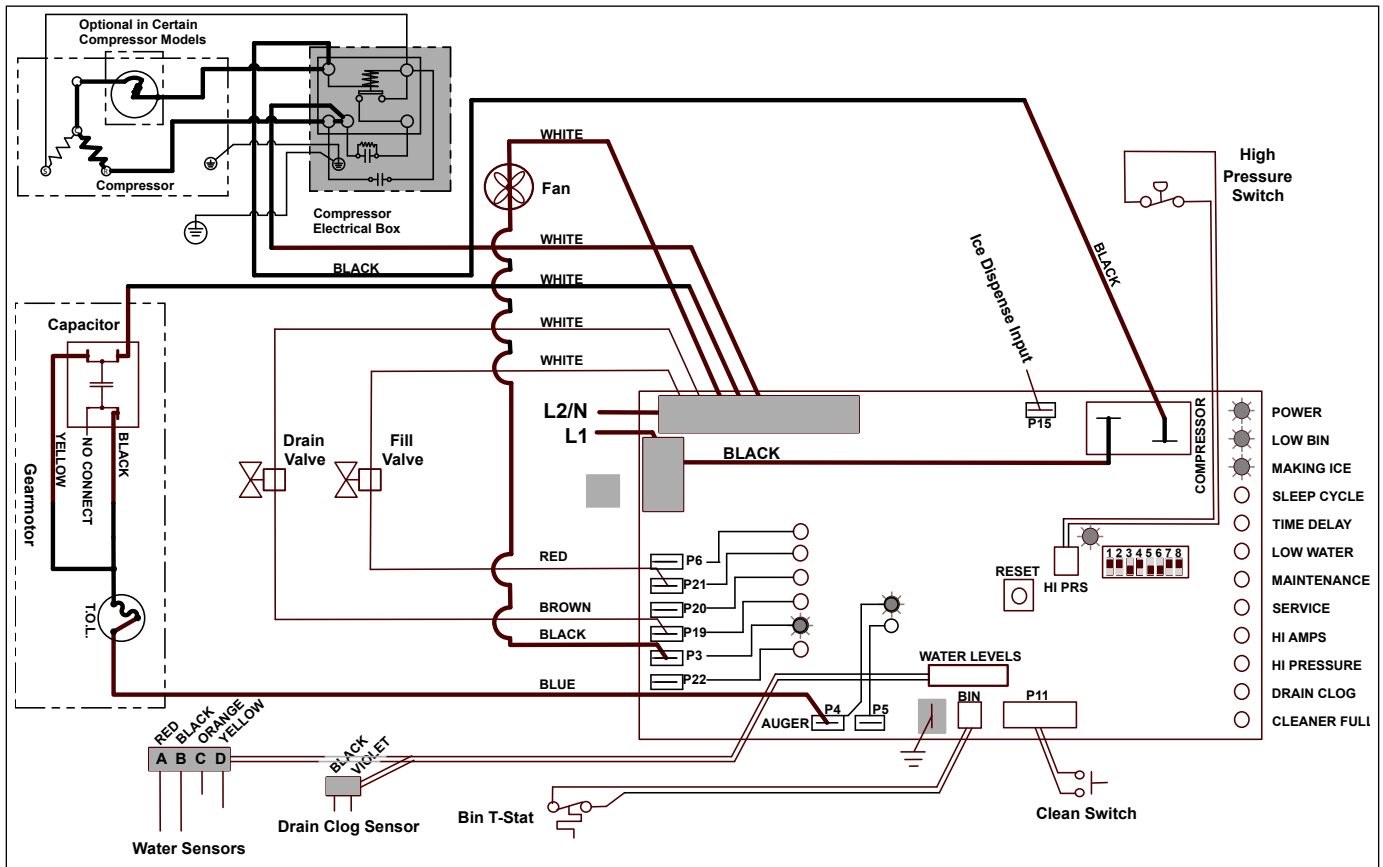 Optional in Certain
Compressor Models
S
C
R
Compressor
Compressor
Electrical Box
WHITE
Fan
WHITE
BLACK
WHITE
WHITE
WHITE
BLACK
High
Pressure
Switch
Ice Dispense Input
P15
Capacitor
YELLOW
NO CONNECT
BLACK
Gearmotor
T.O.L.
Drain
Valve
Fill
Valve
L2/N
L1
BLACK
COMPRESSOR
POWER
LOW BIN
MAKING ICE
SLEEP CYCLE
TIME DELAY
LOW WATER
MAINTENANCE
SERVICE
HI AMPS
HI PRESSURE
DRAIN CLOG
CLEANER FULL
RED
BROWN
BLACK
BLUE
P6
P21
P20
P19
P3
P22
AUGER
P4
P5
RESET
HI PRS
1 2 3 4 5 6 7 8
WATER LEVELS
BIN
P11
RED
BLACK
ORANGE
YELLOW
A B C D
Water Sensors
BLACK
VIOLET
Drain Clog Sensor
Bin T-Stat
Clean Switch